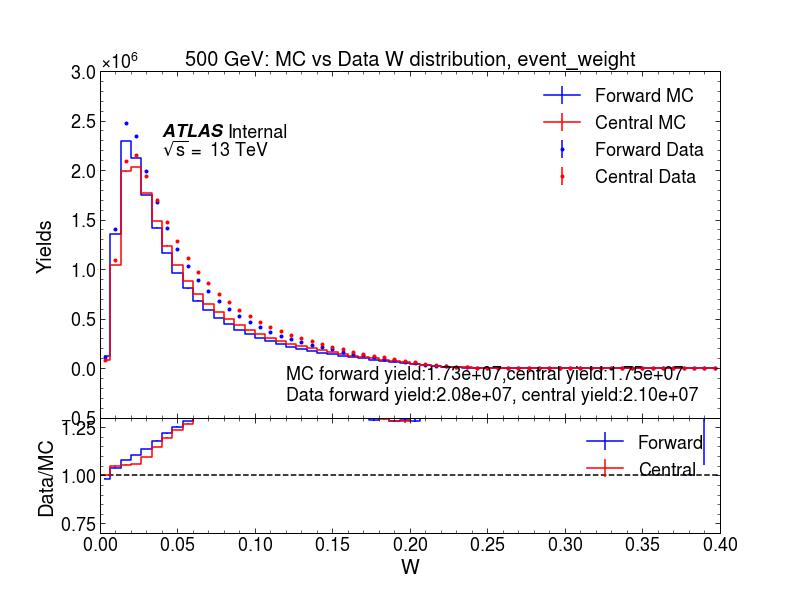 ×10⁶
500 GeV: MC vs Data W distribution, event_weight
3.0
2.5
2.0
1.5
1.0
0.5
0.0
0.5
Yields
ATLAS Internal
√s = 13 TeV
Forward MC
Central MC
Forward Data
Central Data
MC forward yield:1.73e+07,central yield:1.75e+07
Data forward yield:2.08e+07, central yield:2.10e+07
1.25
1.00
0.75
Data/MC
Forward
Central
0.00 0.05 0.10 0.15 0.20 0.25 0.30 0.35 0.40
W